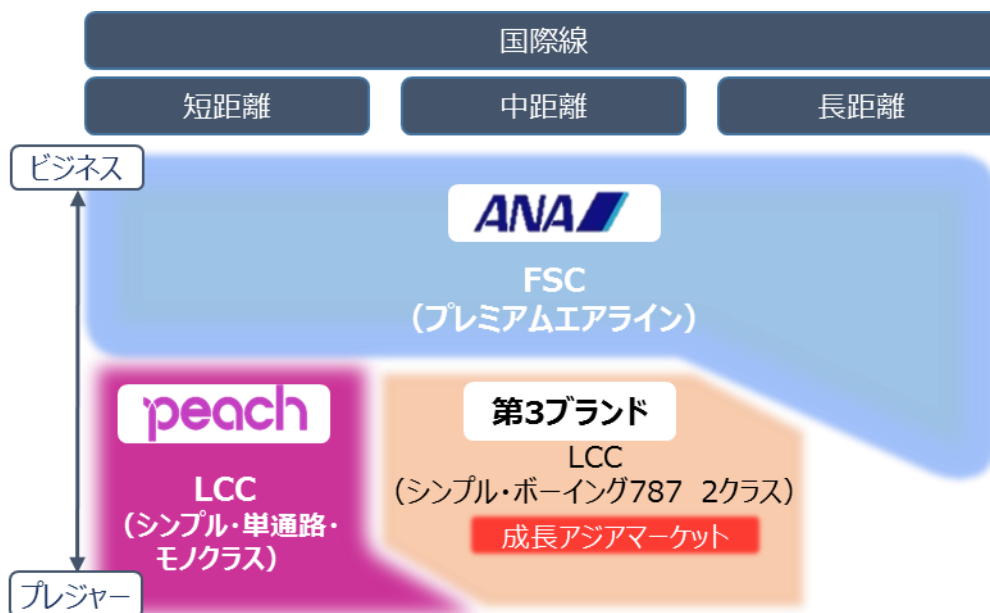 国際線
短距離
中距離
長距離
ビジネス
ANA
FSC
（プレミアムエアライン）
peach
LCC
（シンプル・単通路・
モノクラス）
第3ブランド
LCC
（シンプル・ボーイング787 2クラス）
成長アジアマーケット
プレジャー